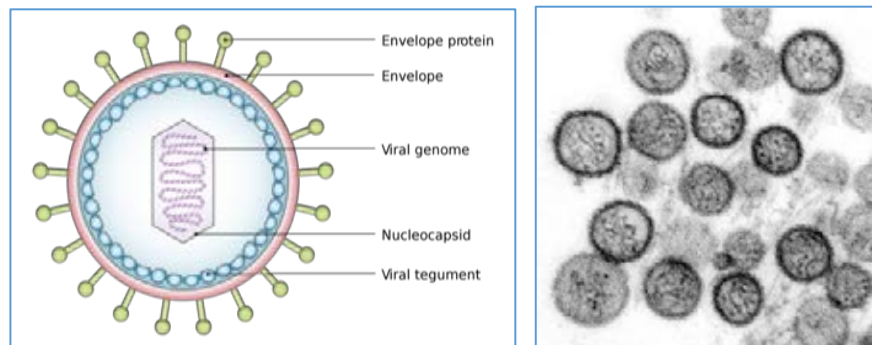 Envelope protein
Envelope
Viral genome
Nucleocapsid
Viral tegument